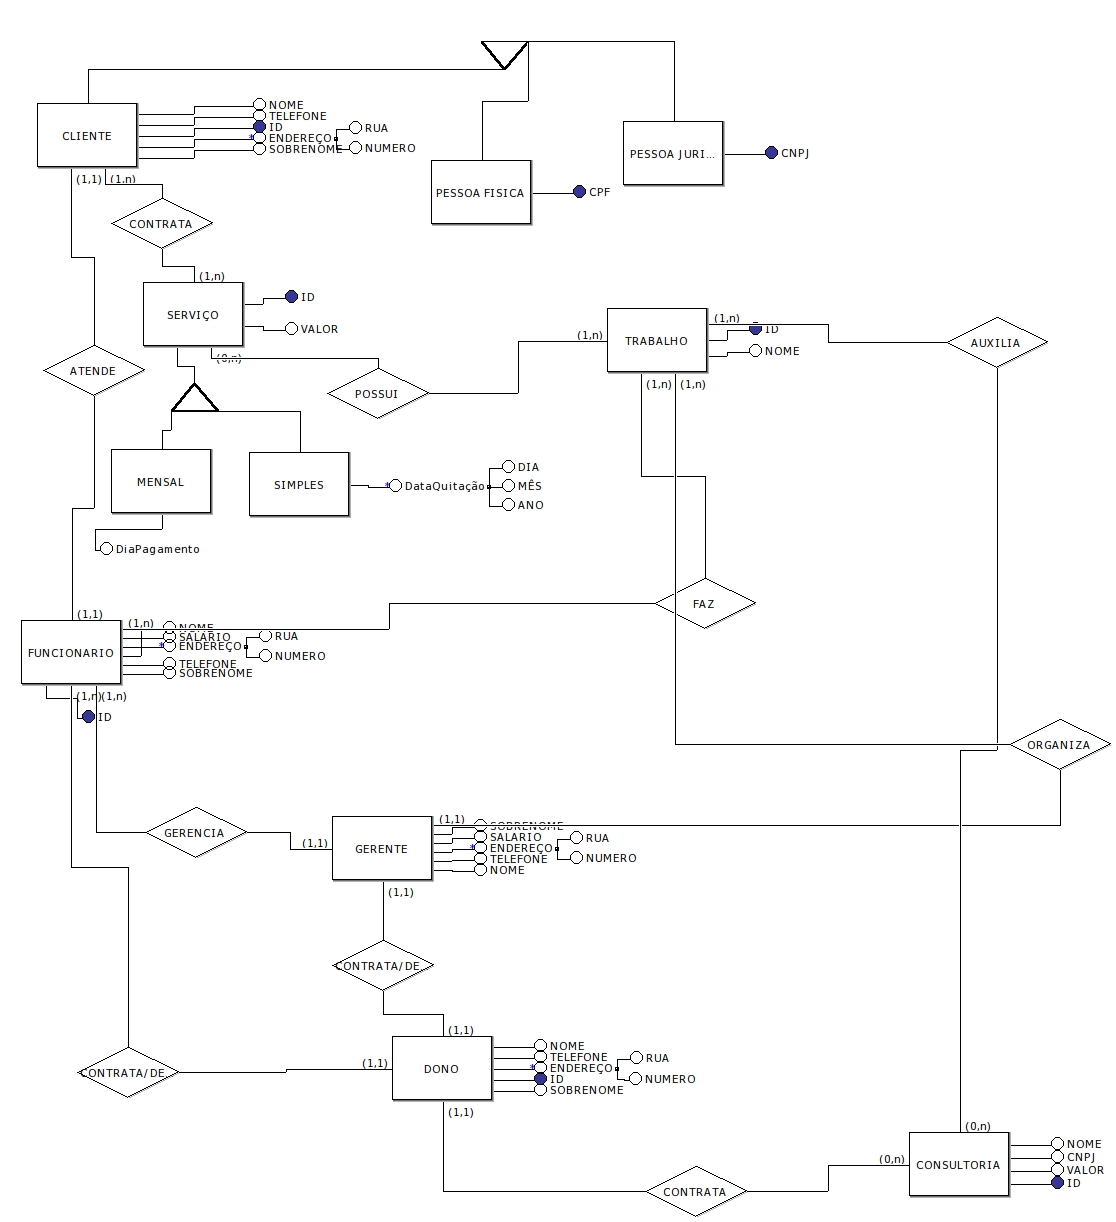 NOME
TELEFONE
ID
ENDEREÇO
SOBRENOME
RUA
NUMERO
CLIENTE
PESSOA JURI...
CNPJ
PESSOA FISICA
CPF
(1,1)
(1,n)
CONTRATA
(1,n)
SERVIÇO
ID
VALOR
(0,n)
ATENDE
POSSUI
(1,n)
TRABALHO
(1,n)
ID
NOME
AUXILIA
(1,n)
(1,n)
MENSAL
SIMPLES
DataQuitação
DIA
MÊS
ANO
DiaPagamento
FAZ
(1,1)
(1,n)
FUNCIONARIO
NOME
SALARIO
ENDEREÇO
TELEFONE
SOBRENOME
RUA
NUMERO
(1,n)
(1,n)
ID
ORGANIZA
GERENCIA
(1,1)
GERENTE
(1,1)
SOBRENOME
SALARIO
ENDEREÇO
TELEFONE
NOME
RUA
NUMERO
(1,1)
CONTRATA/DE
(1,1)
CONTRATA/DE
(1,1)
DONO
NOME
TELEFONE
ENDEREÇO
ID
SOBRENOME
RUA
NUMERO
(1,1)
CONTRATA
(0,n)
(0,n)
CONSULTORIA
NOME
CNPJ
VALOR
ID